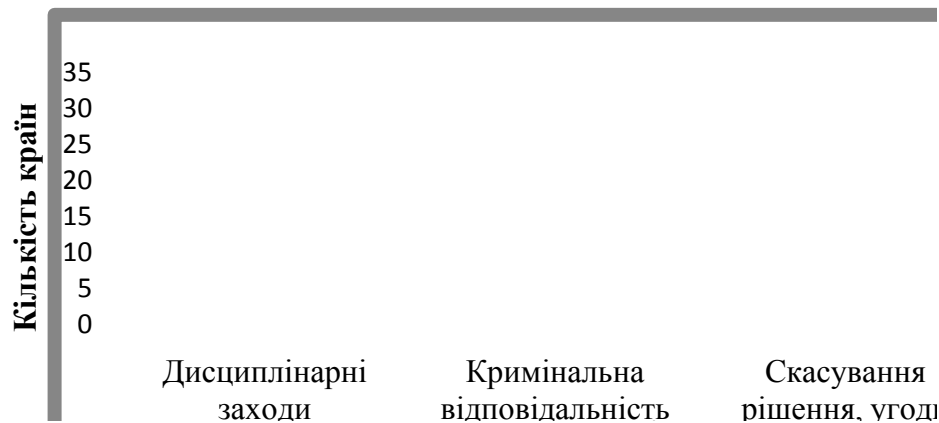 Кількість країн
35
30
25
20
15
10
5
0
Дисциплінарні
заходи
Кримінальна
відповідальність
Скасування
рішення,